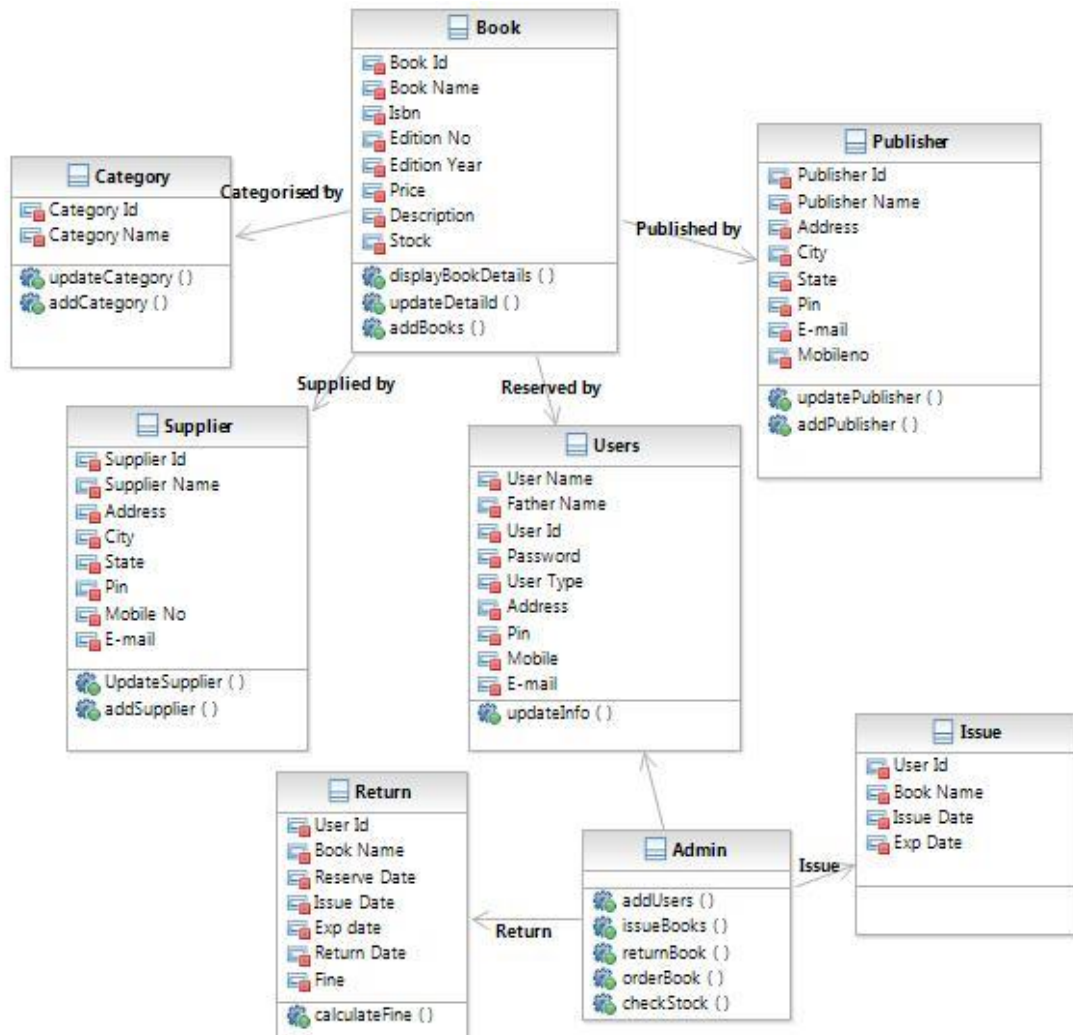 Book
Book Id
Book Name
Isbn
Edition No
Edition Year
Price
Description
Stock
displayBookDetails ( )
updateDetaild ( )
addBooks ( )
Category
Category Id
Category Name
updateCategory ( )
addCategory ( )
Categorised by
Publisher
Publisher Id
Publisher Name
Address
City
State
Pin
E-mail
Mobileno
updatePublisher ( )
addPublisher ( )
Published by
Supplied by
Reserved by
Supplier
Supplier Id
Supplier Name
Address
City
State
Pin
Mobile No
E-mail
UpdateSupplier ( )
addSupplier ( )
Users
User Name
Father Name
User Id
Password
User Type
Address
Pin
Mobile
E-mail
updateInfo ( )
Issue
User Id
Book Name
Issue Date
Exp Date
Return
User Id
Book Name
Reserve Date
Issue Date
Exp date
Return Date
Fine
calculateFine ( )
Admin
addUsers ( )
issueBooks ( )
returnBook ( )
orderBook ( )
checkStock ( )
Issue
Return